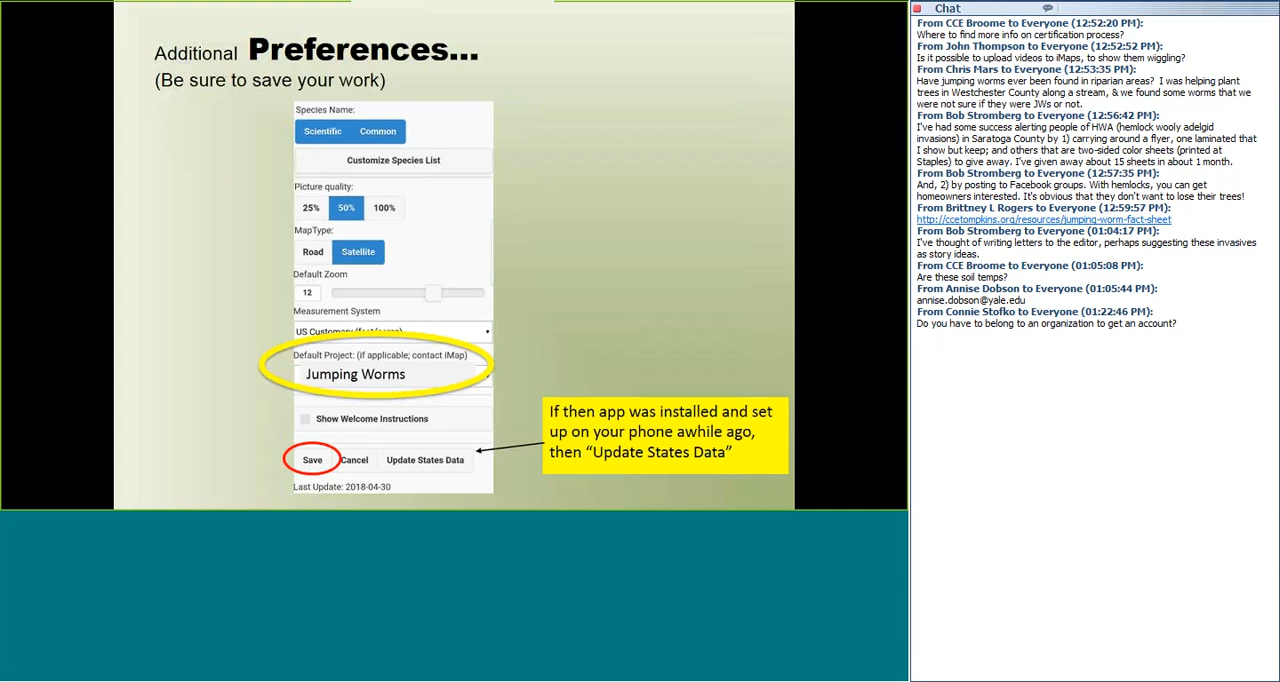 Additional Preferences...
(Be sure to save your work)
Species Name:
Scientific Common
Customize Species List
Picture quality:
25% 50% 100%
MapType:
Road Satellite
Default Zoom
12
Measurement System
US Customary (feet/acres)
Default Project: (if applicable; contact iMap)
Jumping Worms
Show Welcome Instructions
Save Cancel Update States Data
Last Update: 2018-04-30
If then app was installed and set
up on your phone awhile ago,
then “Update States Data”
Chat
From CCE Broome to Everyone (12:52:20 PM):
Where to find more info on certification process?
From John Thompson to Everyone (12:52:52 PM):
Is it possible to upload videos to iMaps, to show them wiggling?
From Chris Mars to Everyone (12:53:35 PM):
Have jumping worms ever been found in riparian areas? I was helping plant
trees in Westchester County along a stream, & we found some worms that we
were not sure if they were JWs or not.
From Bob Stromberg to Everyone (12:56:42 PM):
I've had some success alerting people of HWA (hemlock wooly adelgid
invasions) in Saratoga County by 1) carrying around a flyer, one laminated that
I show but keep; and others that are two-sided color sheets (printed at
Staples) to give away. I've given away about 15 sheets in about 1 month.
From Bob Stromberg to Everyone (12:57:35 PM):
And, 2) by posting to Facebook groups. With hemlocks, you can get
homeowners interested. It's obvious that they don't want to lose their trees!
From Brittney L Rogers to Everyone (12:59:57 PM):
http://ccetompkins.org/resources/jumping-worm-fact-sheet
From Bob Stromberg to Everyone (01:04:17 PM):
I've thought of writing letters to the editor, perhaps suggesting these invasives
as story ideas.
From CCE Broome to Everyone (01:05:08 PM):
Are these soil temps?
From Annise Dobson to Everyone (01:05:44 PM):
annise.dobson@yale.edu
From Connie Stofko to Everyone (01:22:46 PM):
Do you have to belong to an organization to get an account?